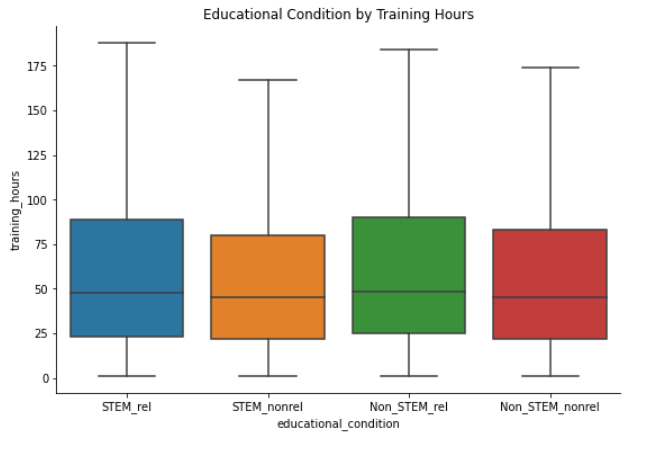 Educational Condition by Training Hours
training_hours
175
150
125
100
75
50
25
0
STEM_rel STEM_nonrel Non_STEM_rel Non_STEM_nonrel
educational_condition